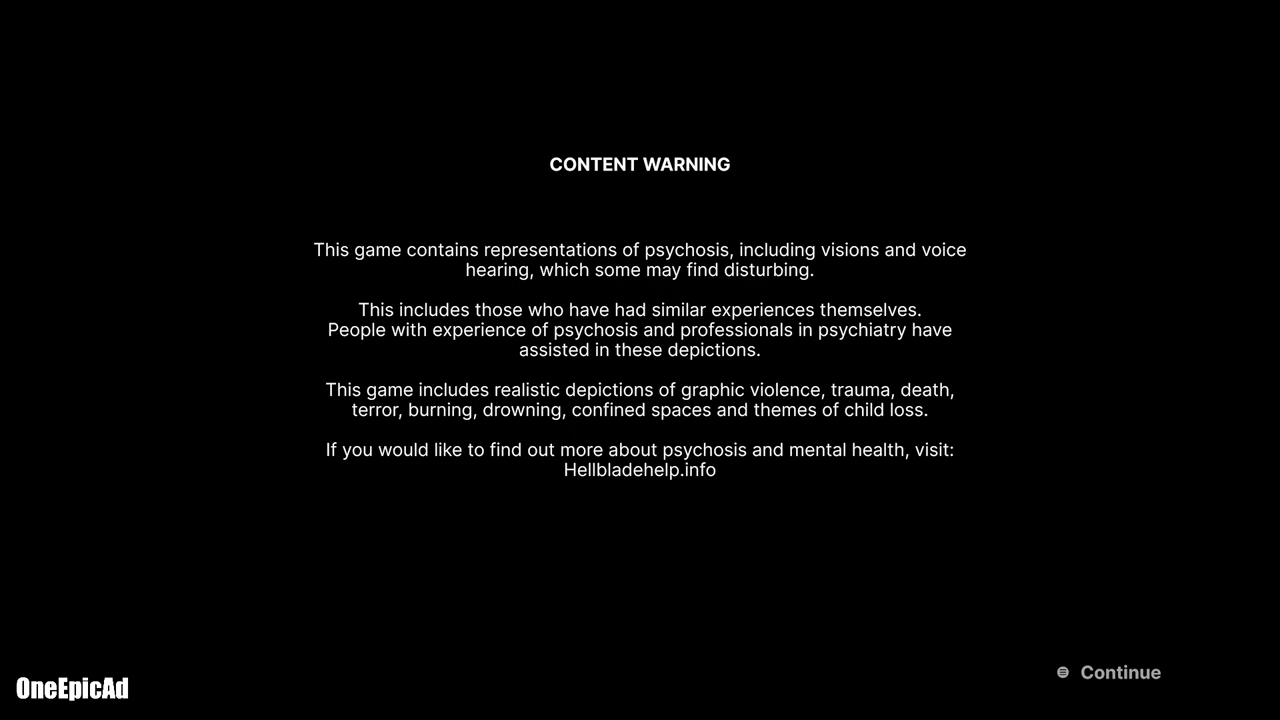 CONTENT WARNING
This game contains representations of psychosis, including visions and voice
hearing, which some may find disturbing.
This includes those who have had similar experiences themselves.
People with experience of psychosis and professionals in psychiatry have
assisted in these depictions.
This game includes realistic depictions of graphic violence, trauma, death,
terror, burning, drowning, confined spaces and themes of child loss.
If you would like to find out more about psychosis and mental health, visit:
Hellbladehelp.info
Continue
OneEpicAd